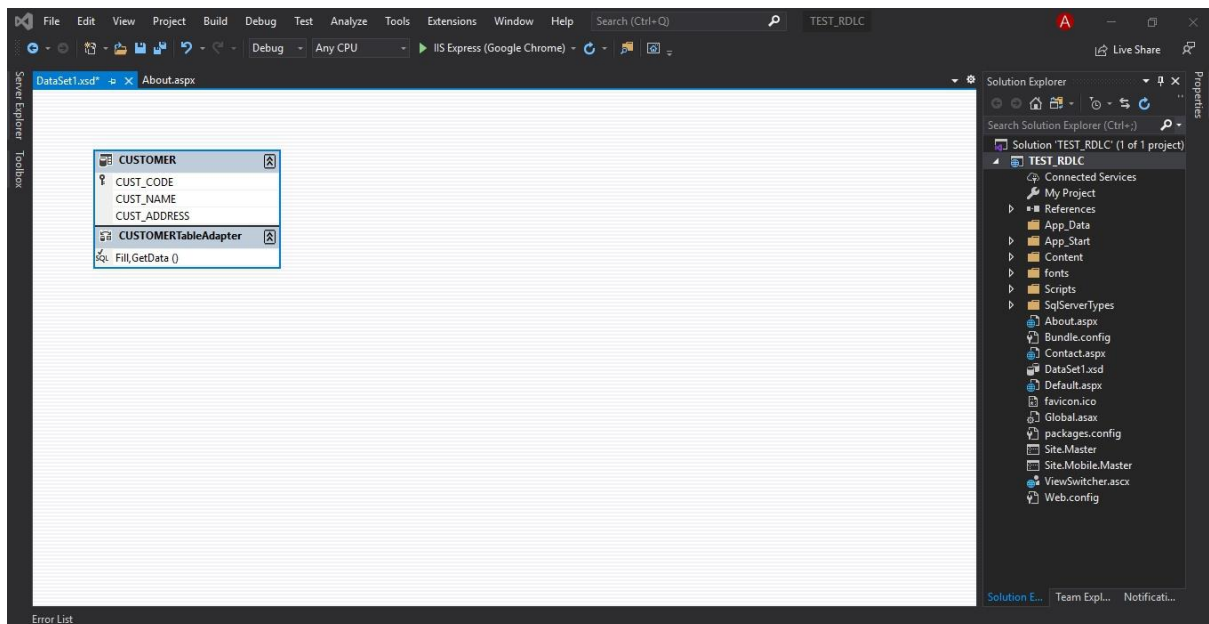 File Edit View Project Build Debug Test Analyze Tools Extensions Window Help Search (Ctrl+Q) TEST_RDLC A
Debug Any CPU IIS Express (Google Chrome) Live Share
Server Explorer
Toolbox
DataSet1.xsd* About.aspx
CUSTOMER
CUST_CODE
CUST_NAME
CUST_ADDRESS
CUSTOMERTableAdapter
SQL Fill,GetData ()
Solution Explorer
Search Solution Explorer (Ctrl+;)
Solution 'TEST_RDLC' (1 of 1 project)
TEST_RDLC
Connected Services
My Project
References
App_Data
App_Start
Content
fonts
Scripts
SqlServerTypes
About.aspx
Bundle.config
Contact.aspx
DataSet1.xsd
Default.aspx
favicon.ico
Global.asax
packages.config
Site.Master
Site.Mobile.Master
ViewSwitcher.ascx
Web.config
Solution E... Team Expl... Notificati...
Properties
Error List